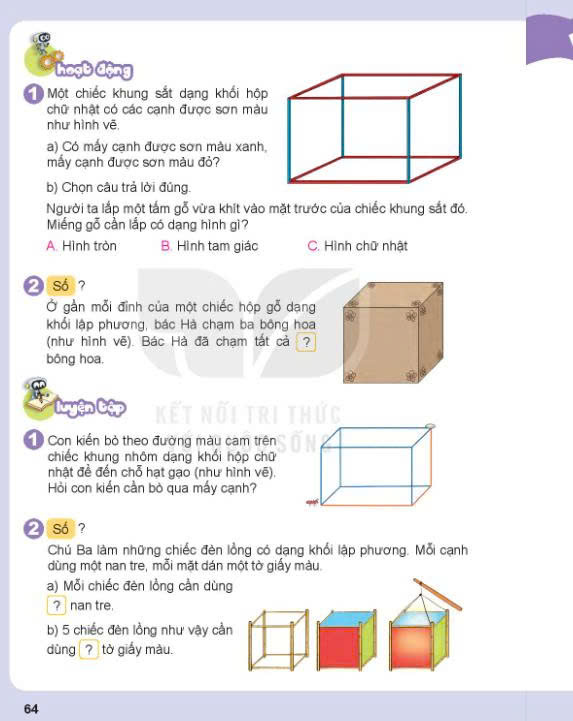 hoạt động
1 Một chiếc khung sắt dạng khối hộp
chữ nhật có các cạnh được sơn màu
như hình vẽ.
a) Có mấy cạnh được sơn màu xanh,
mấy cạnh được sơn màu đỏ?
b) Chọn câu trả lời đúng.
Người ta lắp một tấm gỗ vừa khít vào mặt trước của chiếc khung sắt đó.
Miếng gỗ cần lắp có dạng hình gì?
A. Hình tròn B. Hình tam giác C. Hình chữ nhật
2 Số ?
Ở gần mỗi đỉnh của một chiếc hộp gỗ dạng
khối lập phương, bác Hà chạm ba bông hoa
(như hình vẽ). Bác Hà đã chạm tất cả ?
bông hoa.
luyện tập
KẾT NỐI TRI THỨC
1 Con kiến bò theo đường màu cam trên
chiếc khung nhôm dạng khối hộp chữ
nhật để đến chỗ hạt gạo (như hình vẽ).
Hỏi con kiến cần bò qua mấy cạnh?
2 Số ?
Chú Ba làm những chiếc đèn lồng có dạng khối lập phương. Mỗi cạnh
dùng một nan tre, mỗi mặt dán một tờ giấy màu.
a) Mỗi chiếc đèn lồng cần dùng
? nan tre.
b) 5 chiếc đèn lồng như vậy cần
dùng ? tờ giấy màu.
64